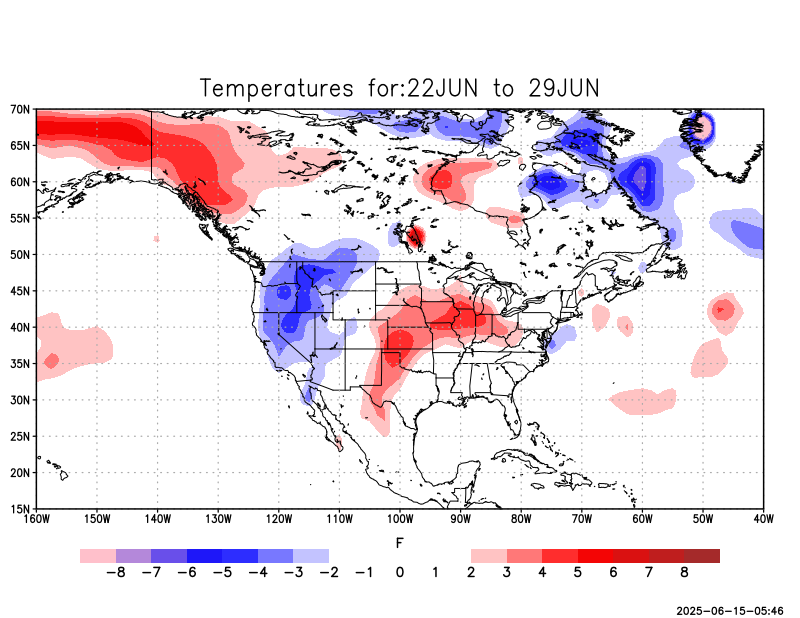 Temperatures for:22JUN to 29JUN
70N
65N
60N
55N
50N
45N
40N
35N
30N
25N
20N
15N
160W 150W 140W 130W 120W 110W 100W 90W 80W 70W 60W 50W 40W
F
−8 −7 −6 −5 −4 −3 −2 −1 0 1 2 3 4 5 6 7 8
2025-06-15-05:46